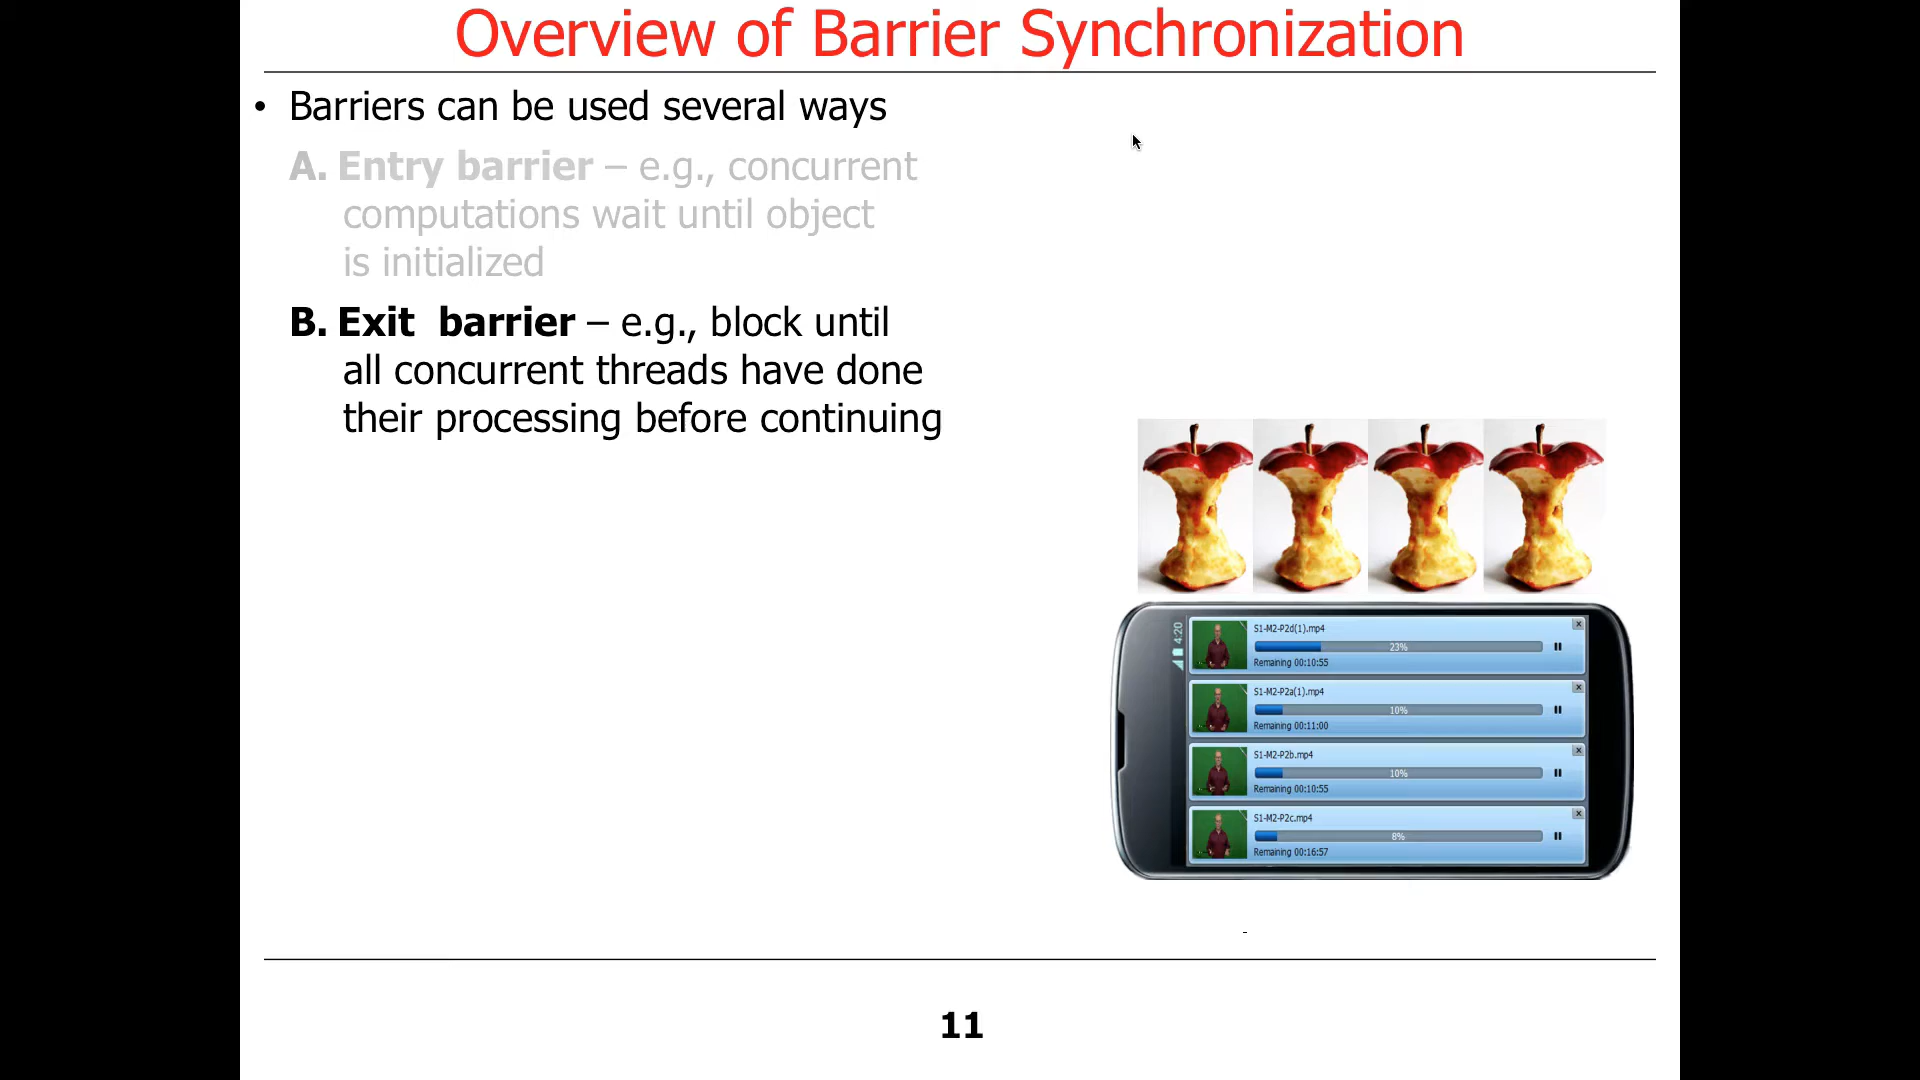 Overview of Barrier Synchronization
• Barriers can be used several ways
A. Entry barrier – e.g., concurrent
computations wait until object
is initialized
B. Exit barrier – e.g., block until
all concurrent threads have done
their processing before continuing
4:20
S1-M2-P2d(1).mp4
23%
Remaining 00:10:55
S1-M2-P2a(1).mp4
10%
Remaining 00:11:00
S1-M2-P2b.mp4
10%
Remaining 00:10:55
S1-M2-P2c.mp4
8%
Remaining 00:16:57
11